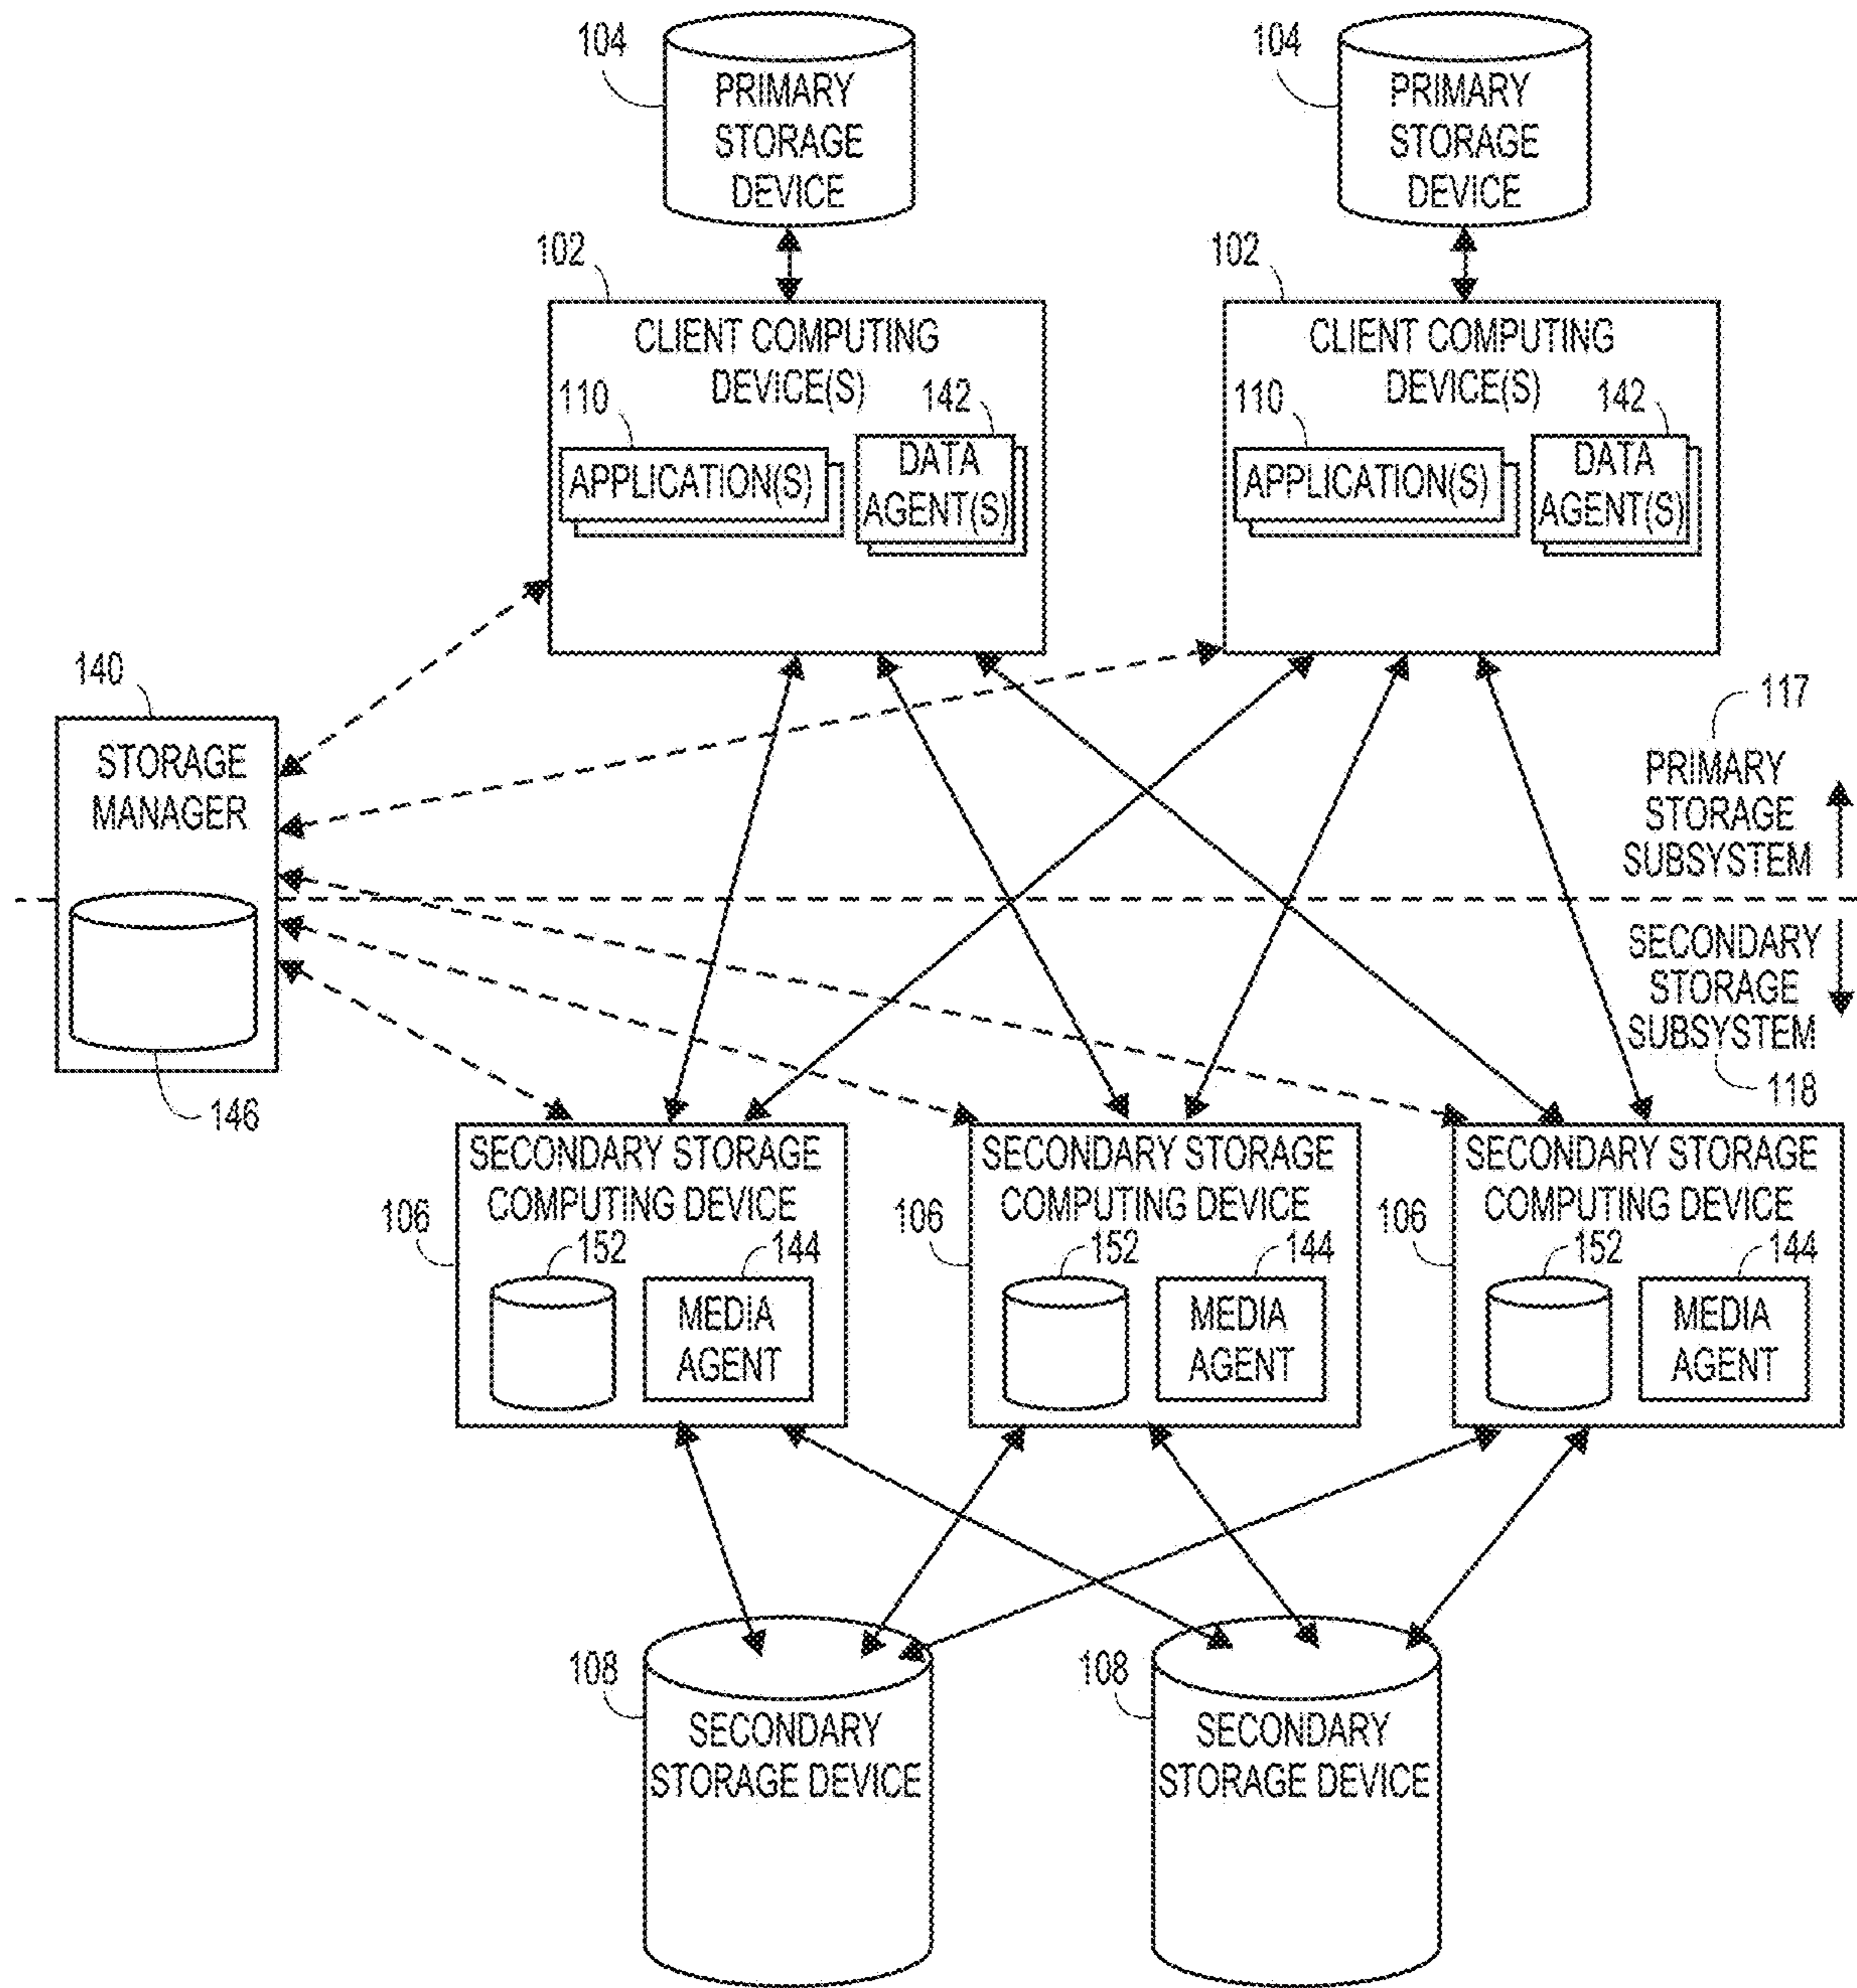 104
PRIMARY
STORAGE
DEVICE
104
PRIMARY
STORAGE
DEVICE
102
CLIENT COMPUTING
DEVICE(S)
110
APPLICATION(S)
142
DATA
AGENT(S)
102
CLIENT COMPUTING
DEVICE(S)
110
APPLICATION(S)
142
DATA
AGENT(S)
140
STORAGE
MANAGER
146
117
PRIMARY
STORAGE
SUBSYSTEM
SECONDARY
STORAGE
SUBSYSTEM
118
106
SECONDARY STORAGE
COMPUTING DEVICE
152
144
MEDIA
AGENT
106
SECONDARY STORAGE
COMPUTING DEVICE
152
144
MEDIA
AGENT
106
SECONDARY STORAGE
COMPUTING DEVICE
152
144
MEDIA
AGENT
108
SECONDARY
STORAGE DEVICE
108
SECONDARY
STORAGE DEVICE